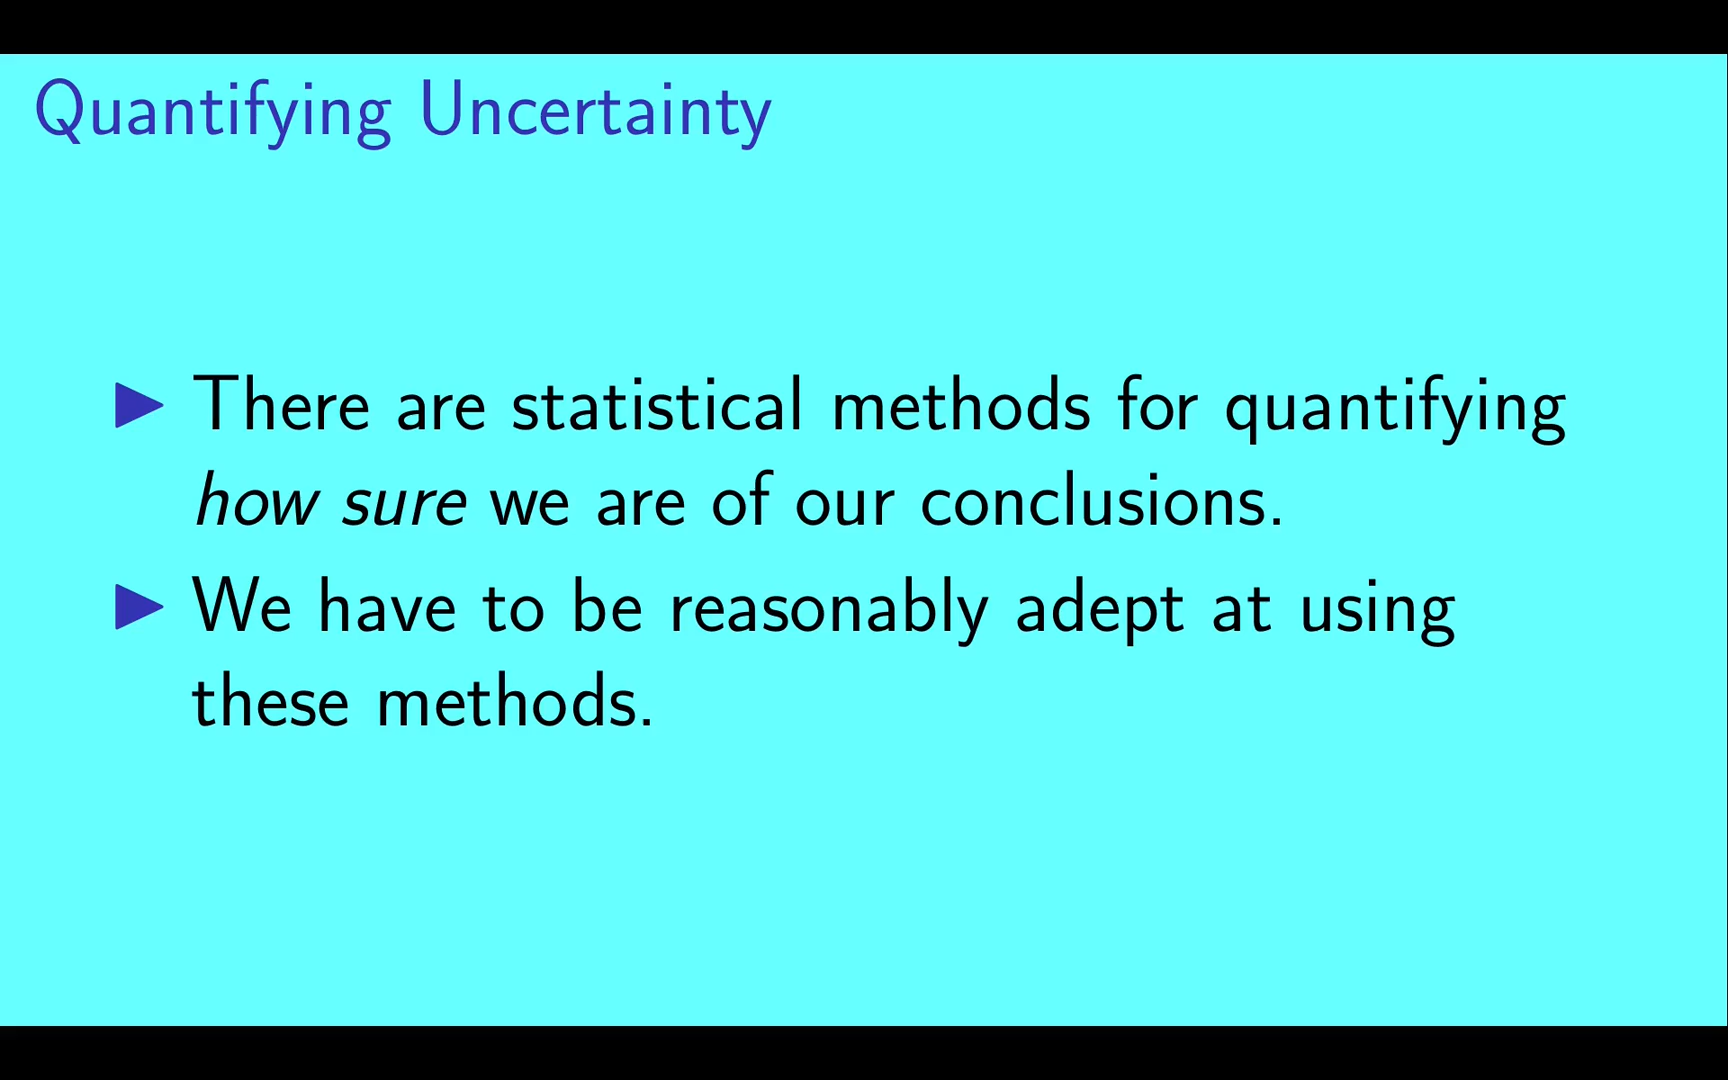 Quantifying Uncertainty
There are statistical methods for quantifying
how sure we are of our conclusions.
We have to be reasonably adept at using
these methods.